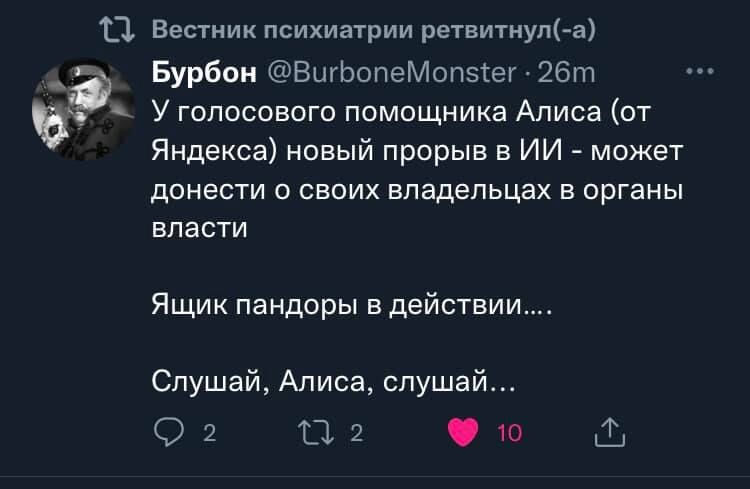 Вестник психиатрии ретвитнул(-а)
Бурбон @BurboneMonster · 26m
У голосового помощника Алиса (от
Яндекса) новый прорыв в ИИ - может
донести о своих владельцах в органы
власти
Ящик пандоры в действии....
Слушай, Алиса, слушай...
2 2 10